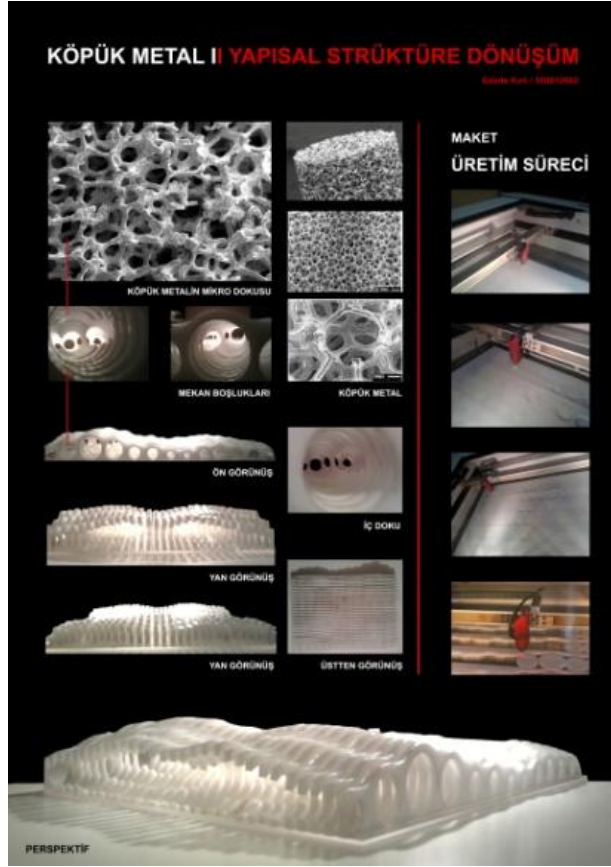 KÖPÜK METAL II YAPISAL STRÜKTÜRE DÖNÜŞÜM
MAKET
ÜRETİM SÜRECİ
KÖPÜK METALİN MİKRO DOKUSU
MEKAN BOŞLUKLARI
KÖPÜK METAL
ÖN GÖRÜNÜŞ
İÇ DOKU
YAN GÖRÜNÜŞ
YAN GÖRÜNÜŞ
ÜSTTEN GÖRÜNÜŞ
PERSPEKTİF